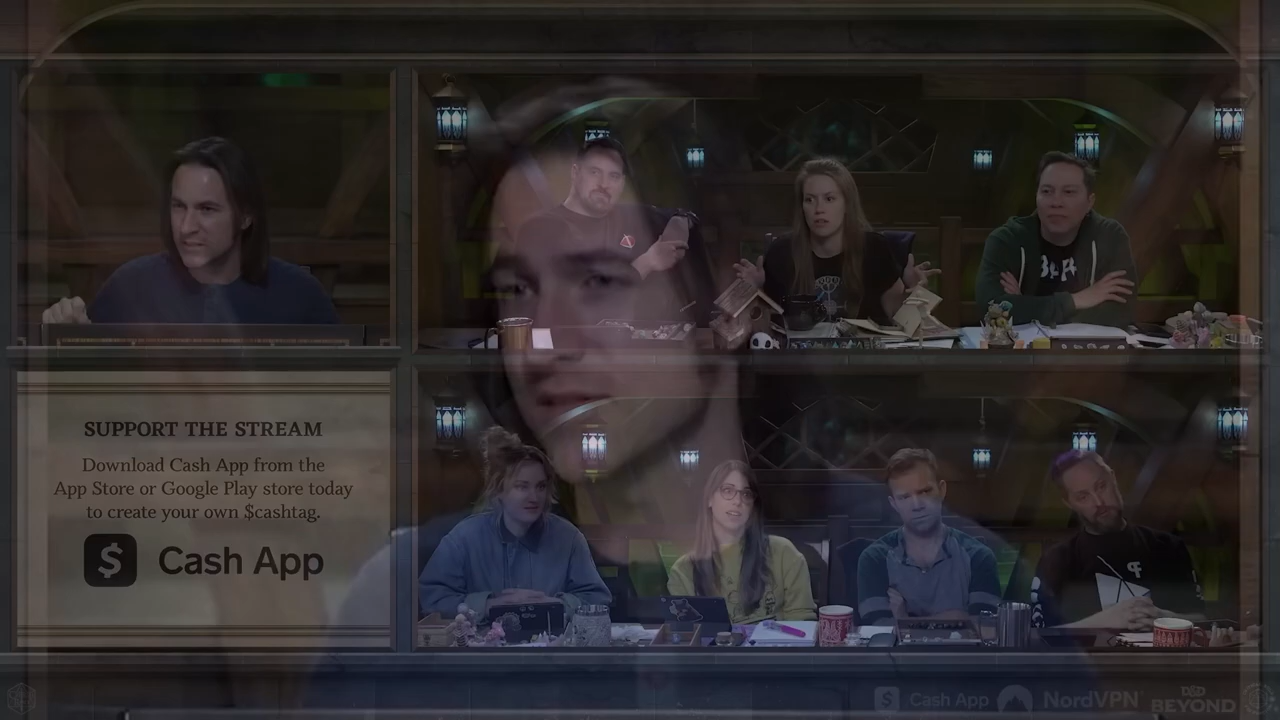 SUPPORT THE STREAM
Download Cash App from the
App Store or Google Play store today
to create your own $cashtag.
$ Cash App
$ Cash App NordVPN D&D BEYOND